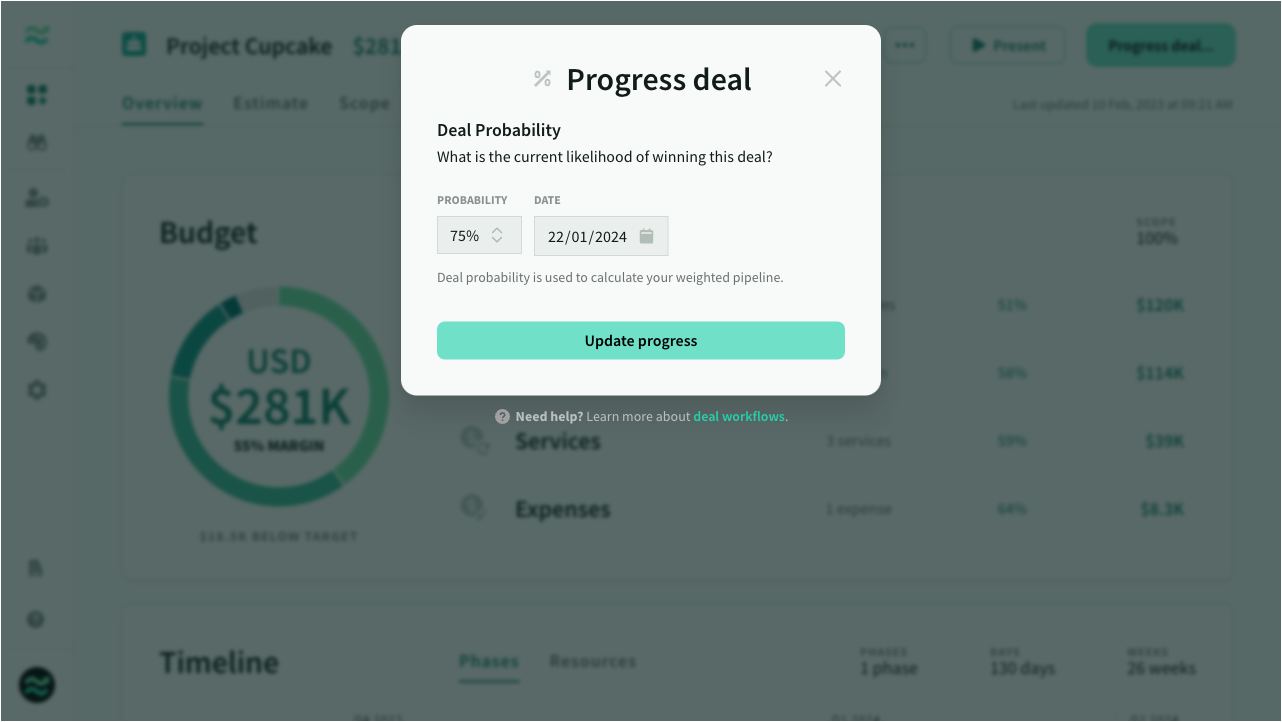 Project Cupcake $281
Present
Progress deal...
Overview Estimate Scope
Last updated 10 Feb, 2023 at 09:21 AM
Progress deal
Deal Probability
What is the current likelihood of winning this deal?
PROBABILITY DATE
75% 22/01/2024
Deal probability is used to calculate your weighted pipeline.
Update progress
Need help? Learn more about deal workflows.
Budget
SCOPE
100%
USD
$281K
55% MARGIN
51% $120K
58% $114K
Services 3 services 59% $39K
Expenses 1 expense 64% $8.3K
BELOW TARGET
Timeline
Phases Resources
PHASES DAYS WEEKS
1 phase 130 days 26 weeks